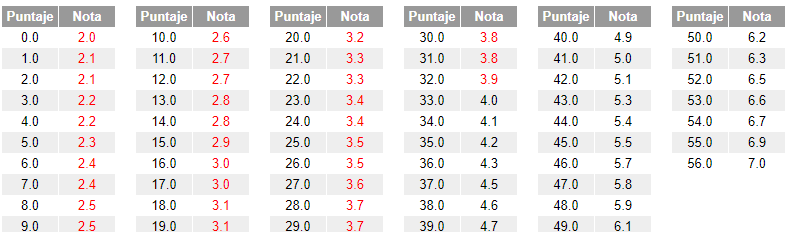 Puntaje Nota Puntaje Nota Puntaje Nota Puntaje Nota Puntaje Nota Puntaje Nota
0.0 2.0 10.0 2.6 20.0 3.2 30.0 3.8 40.0 4.9 50.0 6.2
1.0 2.1 11.0 2.7 21.0 3.3 31.0 3.8 41.0 5.0 51.0 6.3
2.0 2.1 12.0 2.7 22.0 3.3 32.0 3.9 42.0 5.1 52.0 6.5
3.0 2.2 13.0 2.8 23.0 3.4 33.0 4.0 43.0 5.3 53.0 6.6
4.0 2.2 14.0 2.8 24.0 3.4 34.0 4.1 44.0 5.4 54.0 6.7
5.0 2.3 15.0 2.9 25.0 3.5 35.0 4.2 45.0 5.5 55.0 6.9
6.0 2.4 16.0 3.0 26.0 3.5 36.0 4.3 46.0 5.7 56.0 7.0
7.0 2.4 17.0 3.0 27.0 3.6 37.0 4.5 47.0 5.8
8.0 2.5 18.0 3.1 28.0 3.7 38.0 4.6 48.0 5.9
9.0 2.5 19.0 3.1 29.0 3.7 39.0 4.7 49.0 6.1